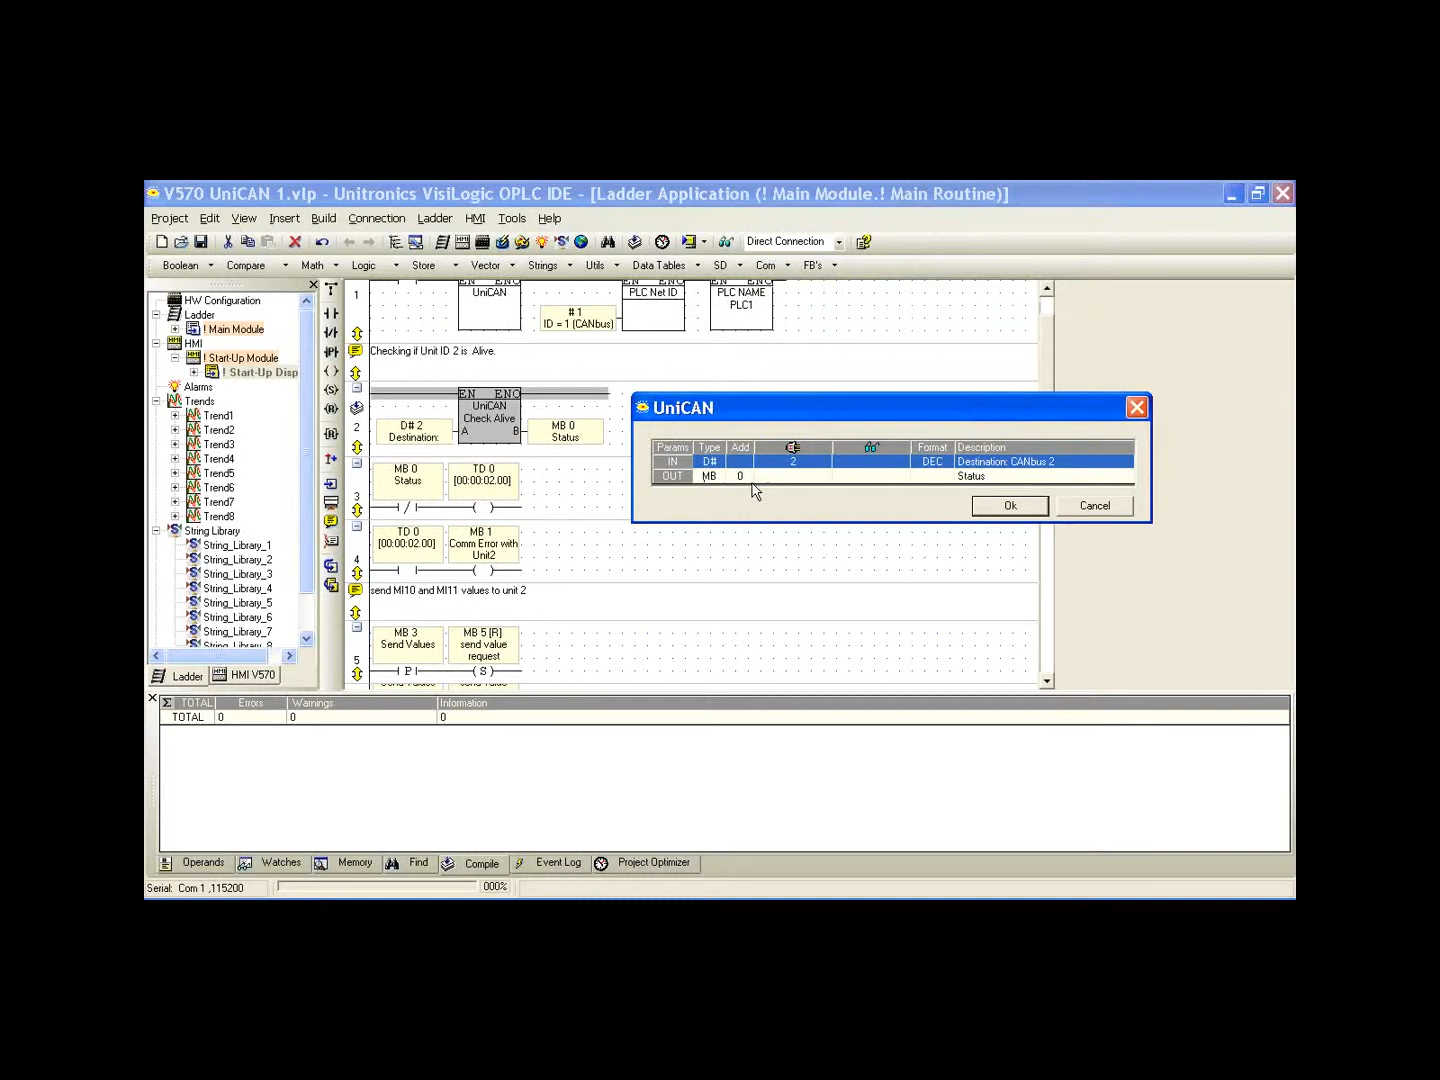 V570 UniCAN 1.vlp - Unitronics VisiLogic OPLC IDE - [Ladder Application (! Main Module.! Main Routine)]
Project Edit View Insert Build Connection Ladder HMI Tools Help
Direct Connection
Boolean Compare Math Logic Store Vector Strings Utils Data Tables SD Com FB's
HW Configuration
Ladder
! Main Module
HMI
! Start-Up Module
! Start-Up Disp
Alarms
Trends
Trend1
Trend2
Trend3
Trend4
Trend5
Trend6
Trend7
Trend8
String Library
String_Library_1
String_Library_2
String_Library_3
String_Library_4
String_Library_5
String_Library_6
String_Library_7
String_Library_8
Ladder HMI V570
1
EN ENO
UniCAN
# 1
ID = 1 (CANbus)
EN ENO
PLC Net ID
EN ENO
PLC NAME
PLC1
Checking if Unit ID 2 is Alive.
2
D# 2
Destination:
EN ENO
UniCAN
Check Alive
A B
MB 0
Status
3
MB 0
Status
TD 0
[00:00:02.00]
4
TD 0
[00:00:02.00]
MB 1
Comm Error with
Unit2
send MI10 and MI11 values to unit 2
5
MB 3
Send Values
P
MB 5 [R]
send value
request
S
UniCAN
Params Type Add Format Description
IN D# 2 DEC Destination: CANbus 2
OUT MB 0 Status
Ok Cancel
Σ TOTAL Errors Warnings Information
TOTAL 0 0 0
Operands Watches Memory Find Compile Event Log Project Optimizer
Serial: Com 1 ,115200 000%